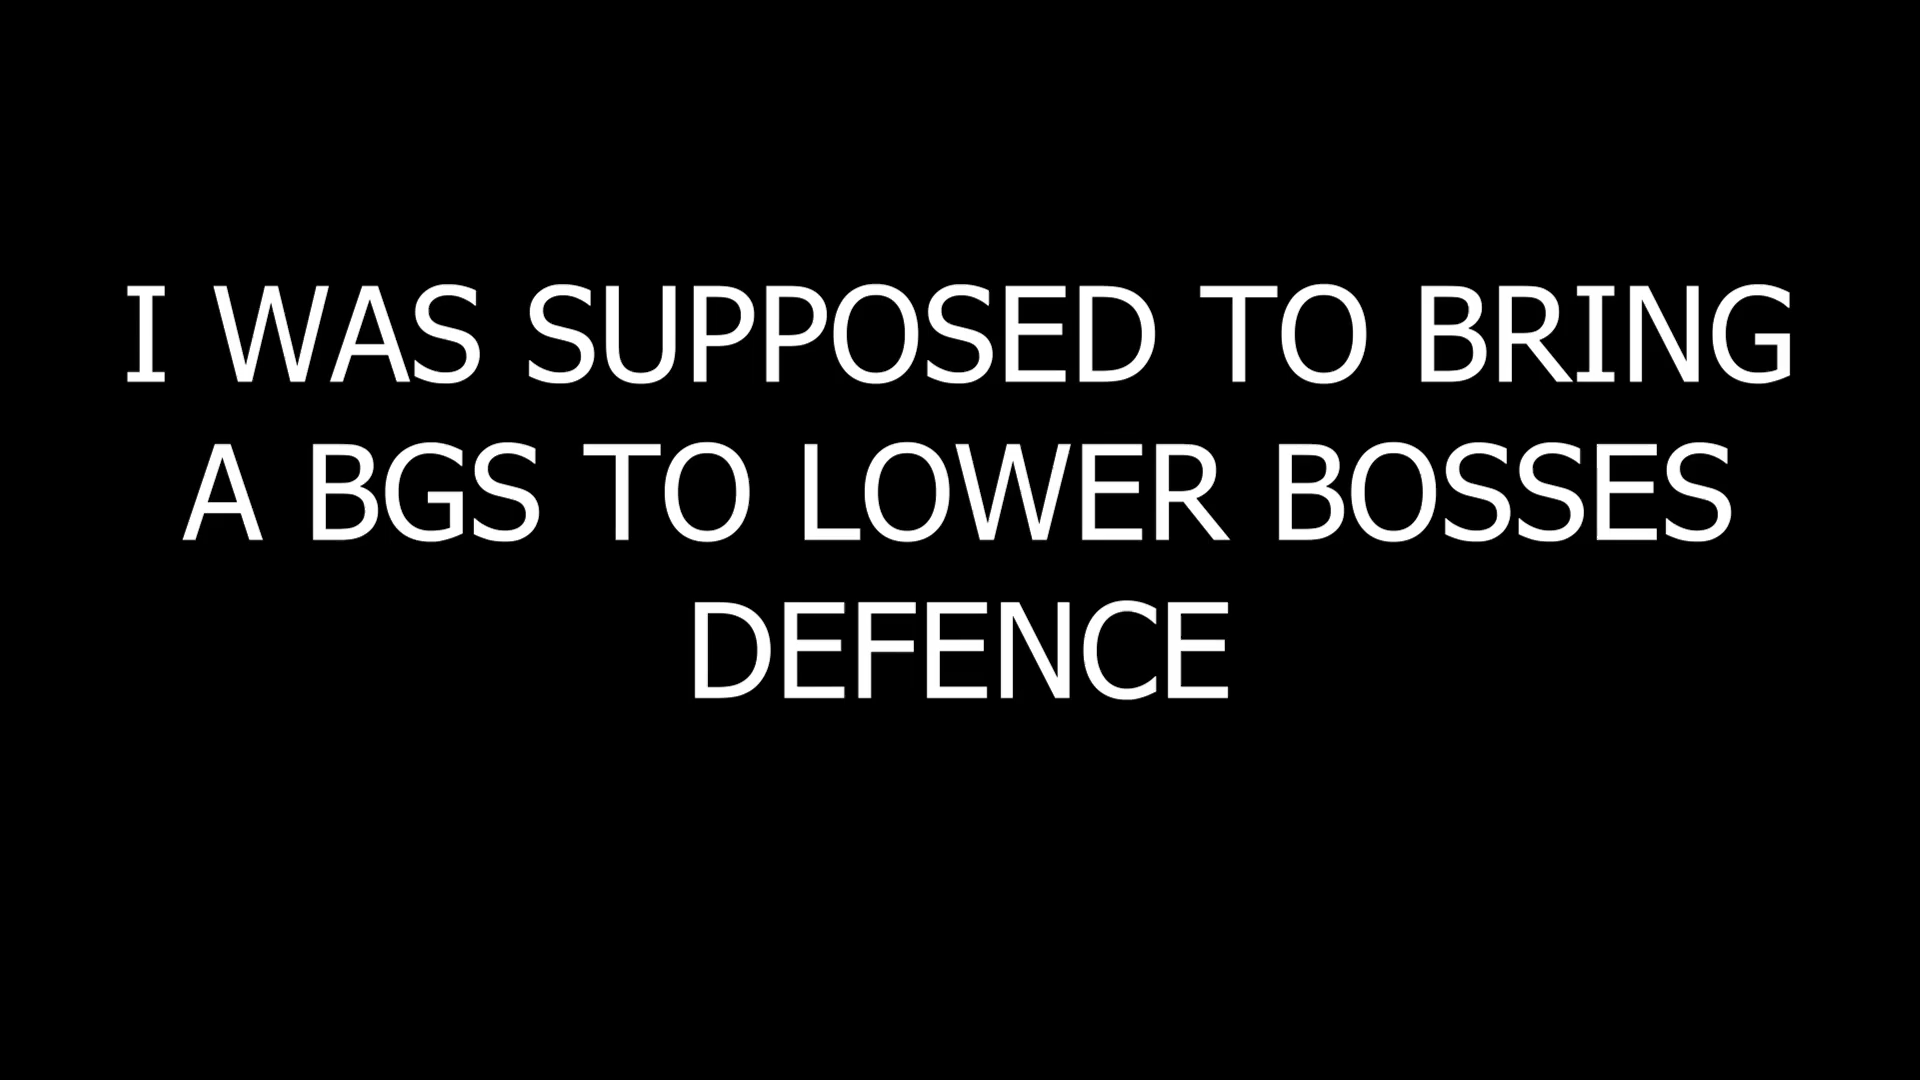 I WAS SUPPOSED TO BRING
A BGS TO LOWER BOSSES
DEFENCE